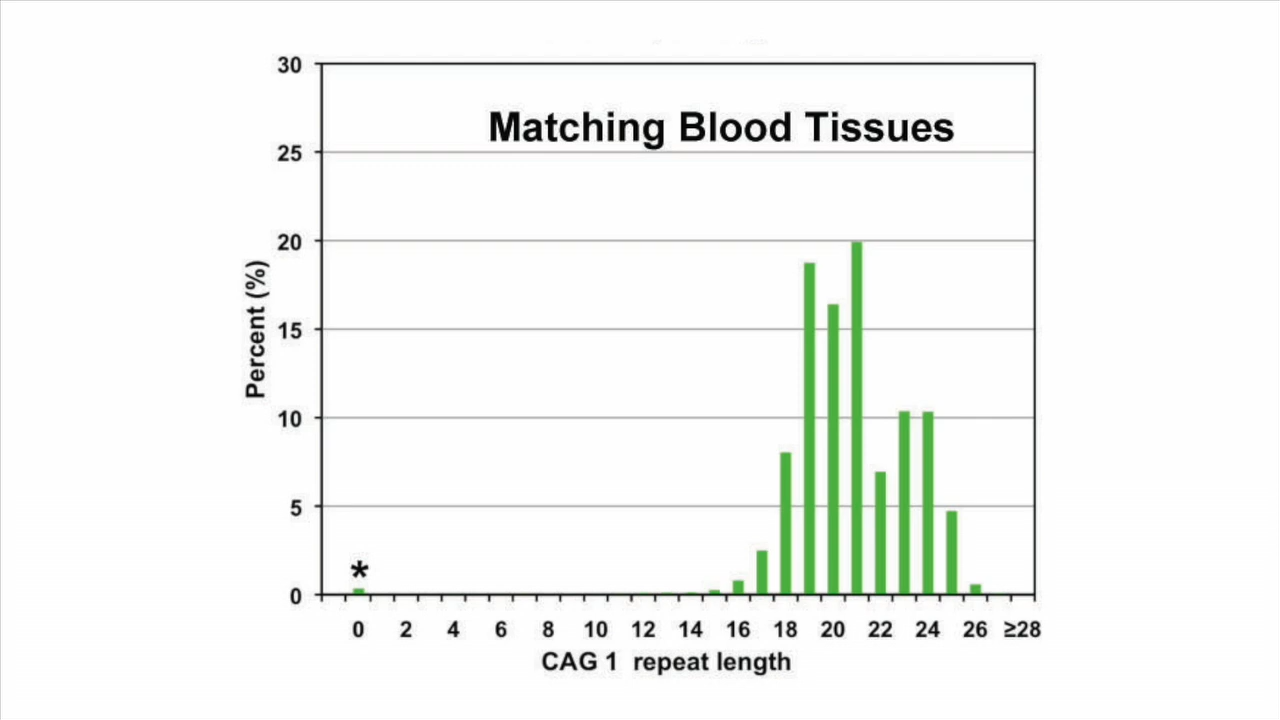 Matching Blood Tissues
30
25
20
15
10
5
0
Percent (%)
*
0 2 4 6 8 10 12 14 16 18 20 22 24 26 ≥28
CAG 1 repeat length